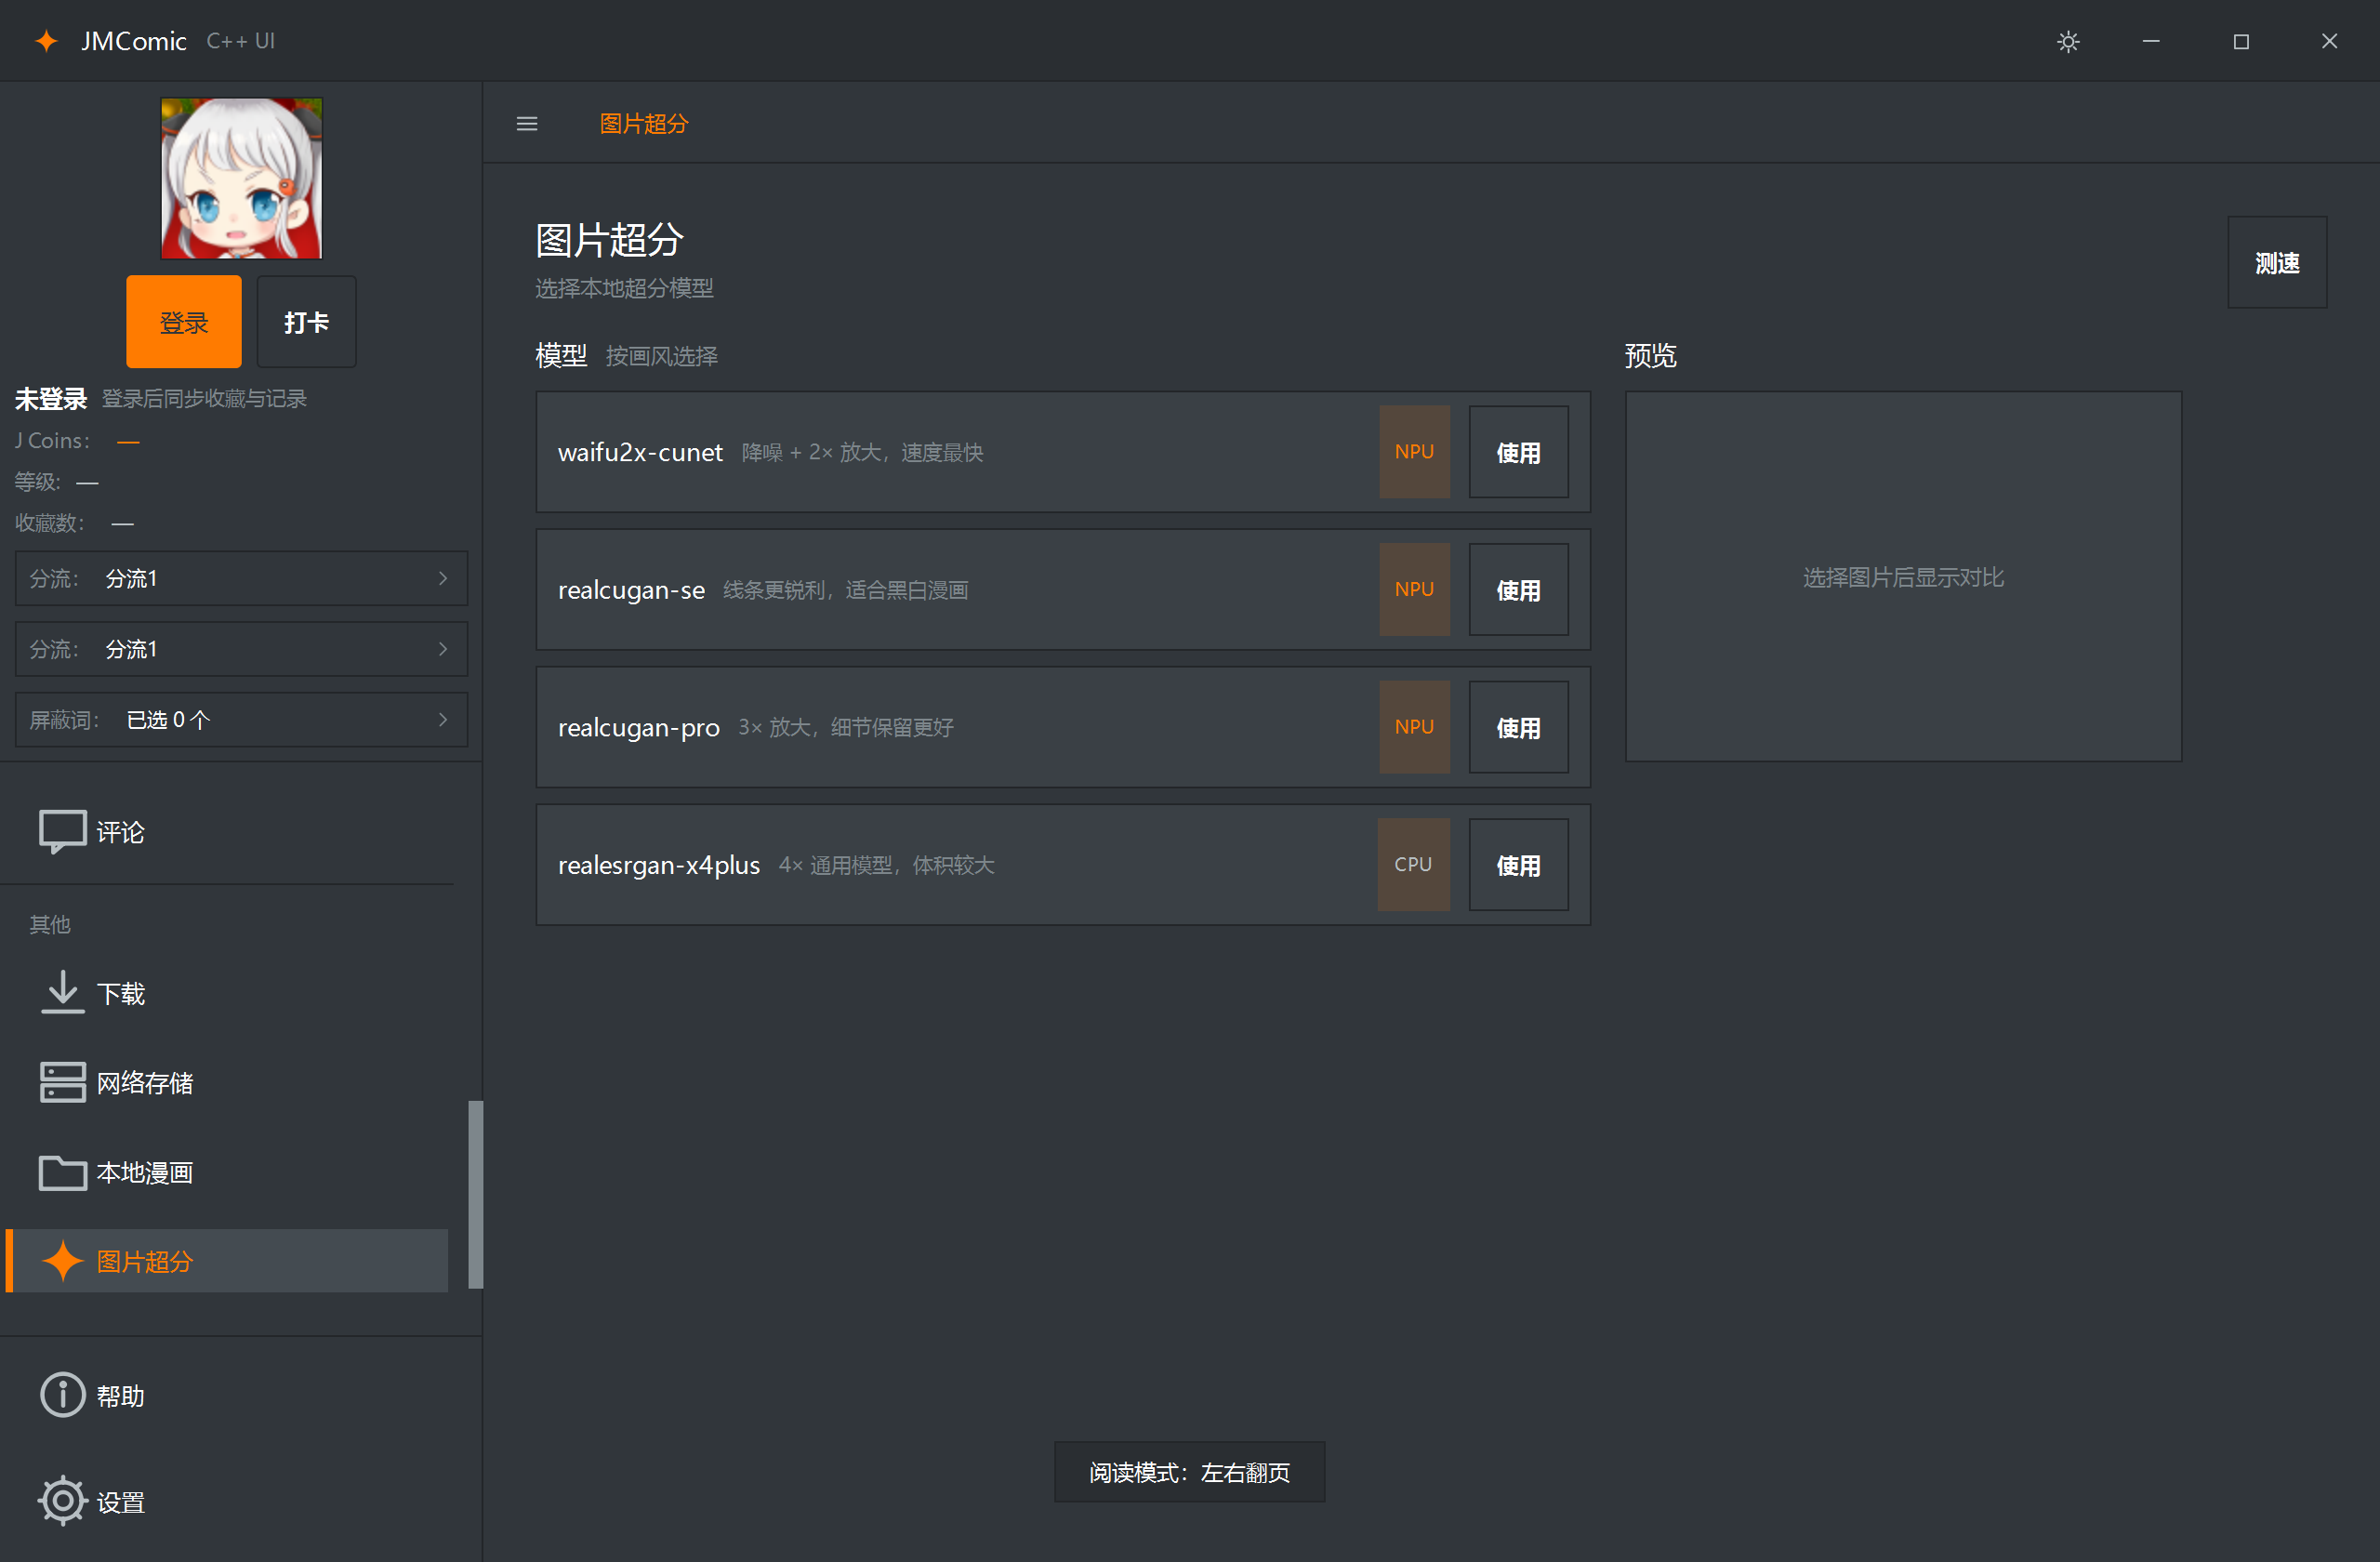 JMComic C++ UI
登录
打卡
未登录 登录后同步收藏与记录
J Coins: —
等级: —
收藏数: —
分流: 分流1
分流: 分流1
屏蔽词: 已选 0 个
评论
其他
下载
网络存储
本地漫画
图片超分
帮助
设置
图片超分
图片超分
选择本地超分模型
测速
模型 按画风选择
waifu2x-cunet 降噪 + 2× 放大，速度最快 NPU 使用
realcugan-se 线条更锐利，适合黑白漫画 NPU 使用
realcugan-pro 3× 放大，细节保留更好 NPU 使用
realesrgan-x4plus 4× 通用模型，体积较大 CPU 使用
预览
选择图片后显示对比
阅读模式：左右翻页